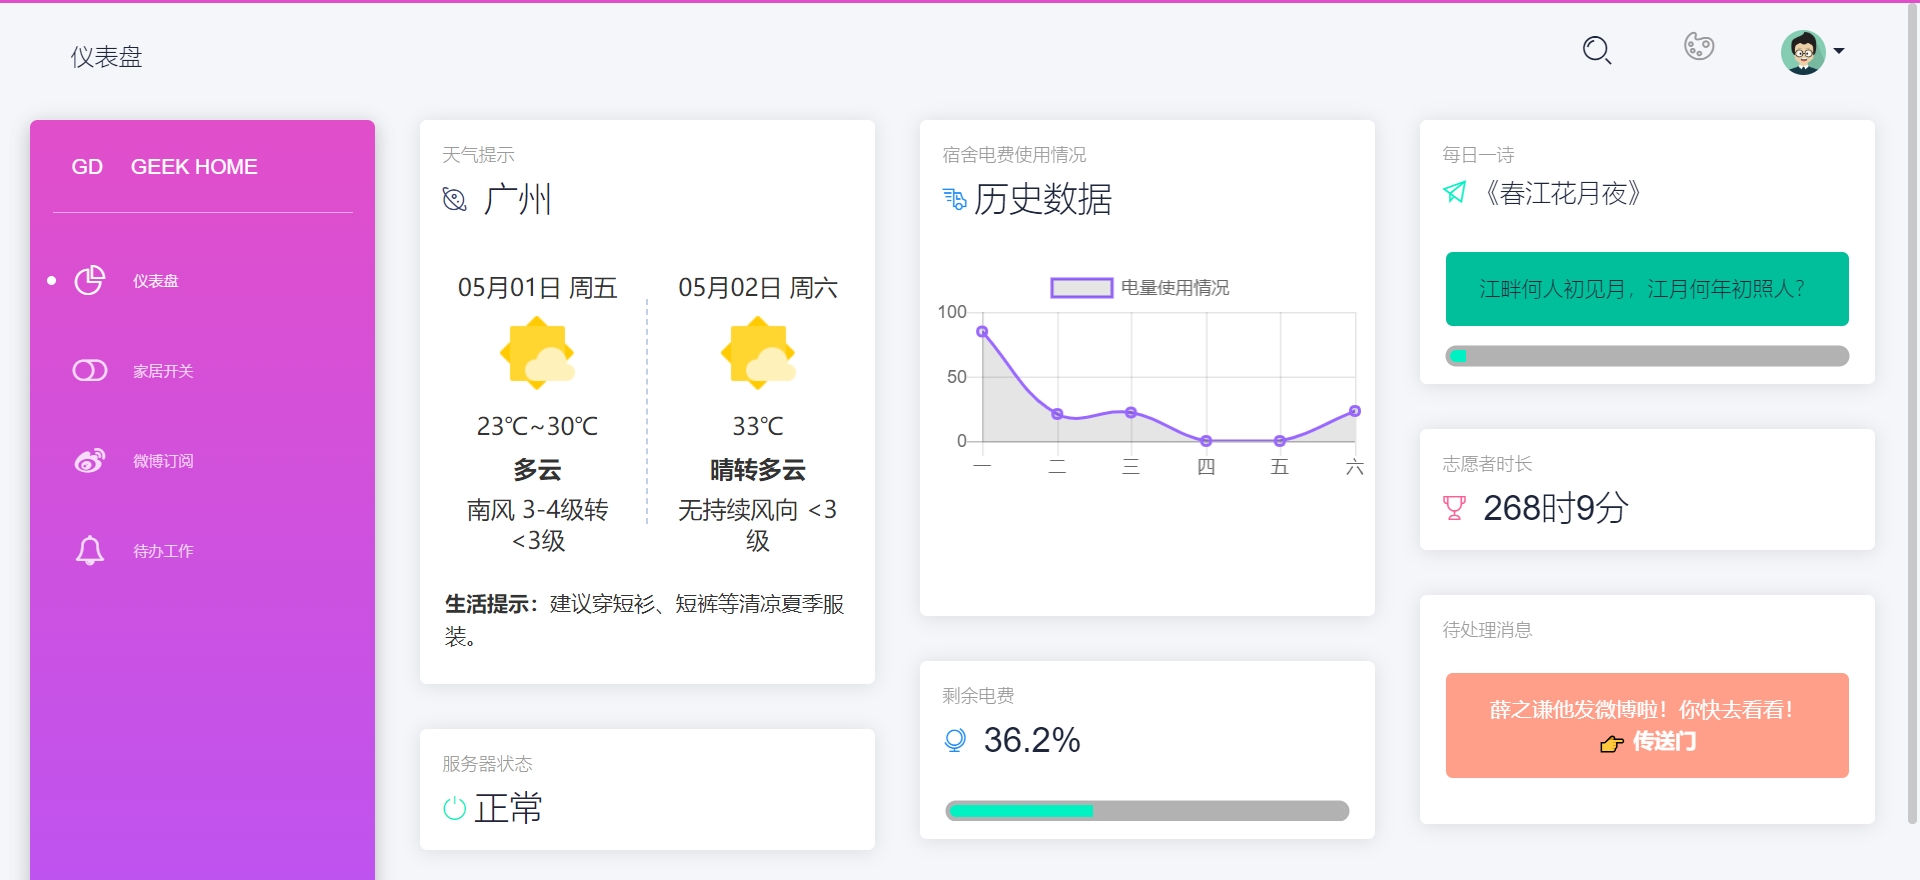 仪表盘
GD GEEK HOME
仪表盘
家居开关
微博订阅
待办工作
天气提示
广州
05月01日 周五
23℃~30℃
多云
南风 3-4级转
<3级
05月02日 周六
33℃
晴转多云
无持续风向 <3
级
生活提示：建议穿短衫、短裤等清凉夏季服
装。
服务器状态
正常
宿舍电费使用情况
历史数据
电量使用情况
100
50
0
一 二 三 四 五 六
剩余电费
36.2%
每日一诗
《春江花月夜》
江畔何人初见月，江月何年初照人？
志愿者时长
268时9分
待处理消息
薛之谦他发微博啦！你快去看看！
👉 传送门